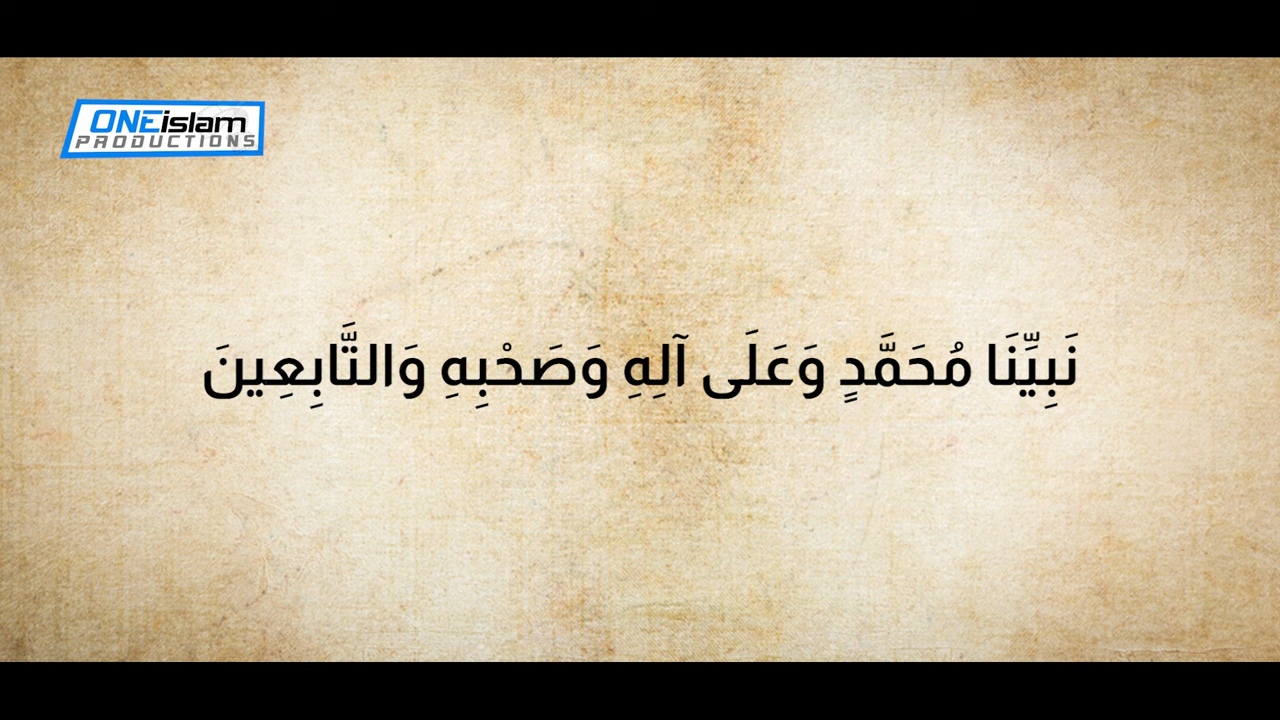 ONEislam
PRODUCTIONS
نَبِيِّنَا مُحَمَّدٍ وَعَلَى آلِهِ وَصَحْبِهِ وَالتَّابِعِينَ